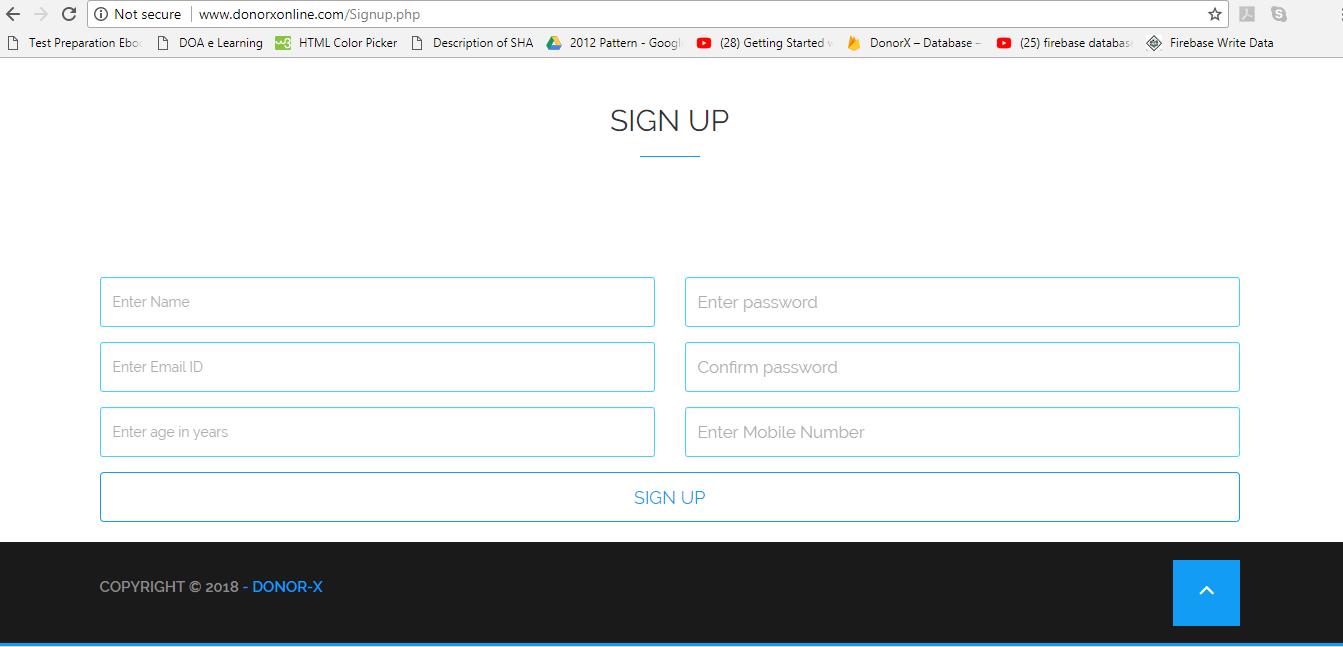 Not secure www.donorxonline.com/Signup.php
Test Preparation Eboo DOA e Learning HTML Color Picker Description of SHA 2012 Pattern - Google (28) Getting Started w DonorX – Database – (25) firebase databas Firebase Write Data
SIGN UP
Enter Name Enter password
Enter Email ID Confirm password
Enter age in years Enter Mobile Number
SIGN UP
COPYRIGHT © 2018 - DONOR-X